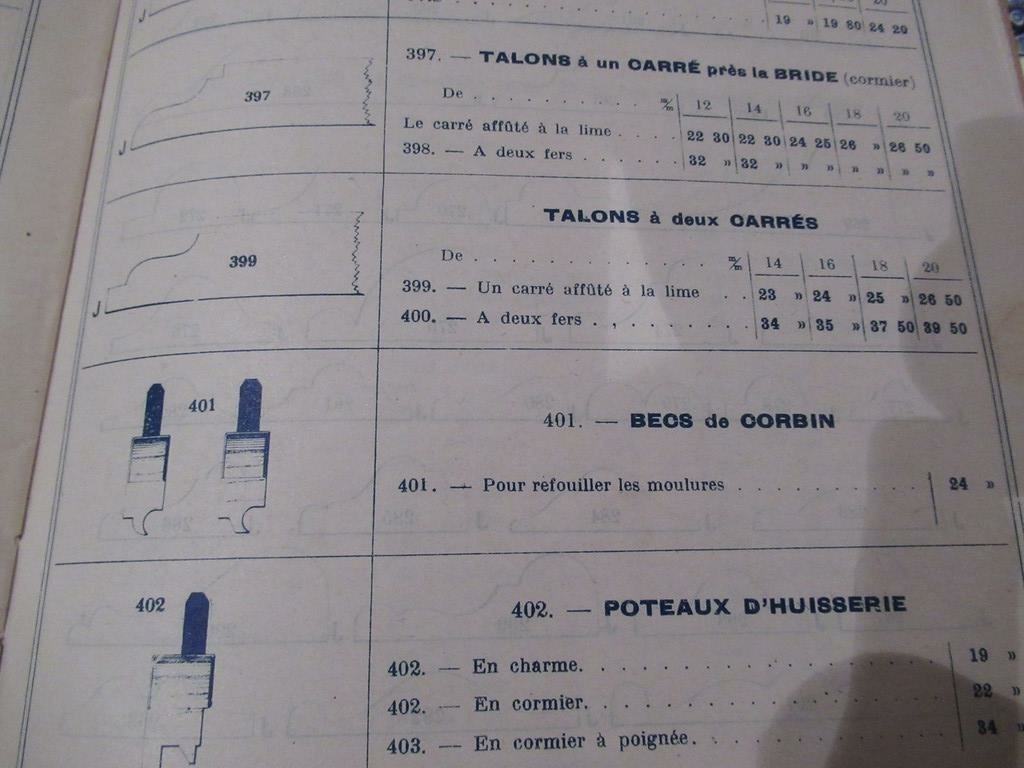 19 » 19 80 24 20
397. — TALONS à un CARRÉ près la BRIDE (cormier)
397
De . . . . . . . . . . m/m 12 14 16 18 20
Le carré affûté à la lime . . . . 22 30 22 30 24 25 26 » 26 50
398. — A deux fers . . . . . . 32 » 32 » » » » » » »
J
TALONS à deux CARRÉS
399
De . . . . . . . . . . . . . m/m 14 16 18 20
399. — Un carré affûté à la lime . . 23 » 24 » 25 » 26 50
400. — A deux fers . , . . . . . . . 34 » 35 » 37 50 39 50
J
401
401. — BECS de CORBIN
401. — Pour refouiller les moulures . . . . . . . . . . . 24 »
402
402. — POTEAUX D'HUISSERIE
402. — En charme. . . . . . . . . . . . . . . . . . 19 »
402. — En cormier. . . . . . . . . . . . . . . . . . 22 »
403. — En cormier à poignée. . . . . . . . . . . . 34 »